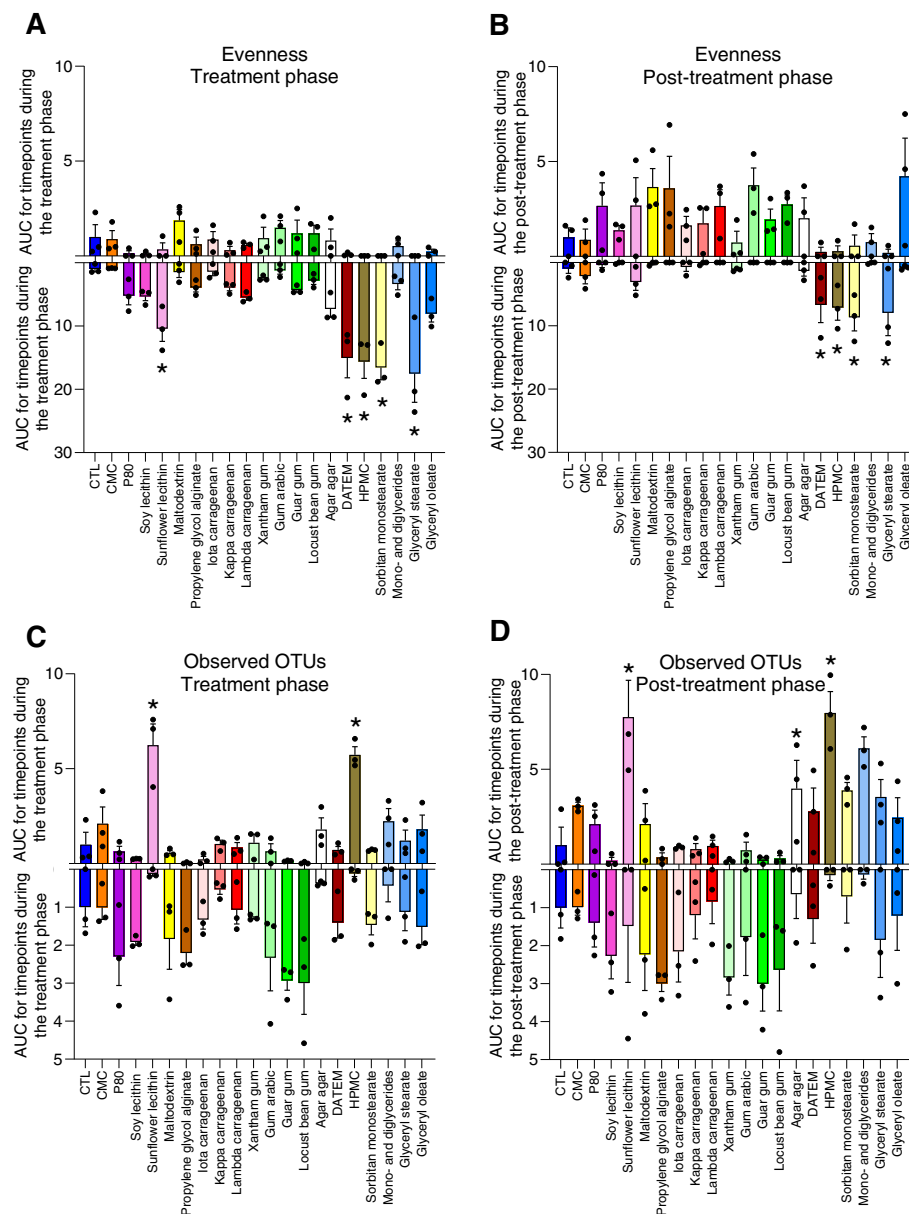 A
Evenness
Treatment phase
AUC for timepoints during
the treatment phase
10
5
AUC for timepoints during
the treatment phase
10
20
30
*
*
*
*
*
CTL
CMC
P80
Soy lecithin
Sunflower lecithin
Maltodextrin
Propylene glycol alginate
Iota carrageenan
Kappa carrageenan
Lambda carrageenan
Xantham gum
Gum arabic
Guar gum
Locust bean gum
Agar agar
DATEM
HPMC
Sorbitan monostearate
Mono- and diglycerides
Glyceryl stearate
Glyceryl oleate
B
Evenness
Post-treatment phase
AUC for timepoints during
the post-treatment phase
10
5
AUC for timepoints during
the post-treatment phase
10
20
30
*
*
*
*
CTL
CMC
P80
Soy lecithin
Sunflower lecithin
Maltodextrin
Propylene glycol alginate
Iota carrageenan
Kappa carrageenan
Lambda carrageenan
Xantham gum
Gum arabic
Guar gum
Locust bean gum
Agar agar
DATEM
HPMC
Sorbitan monostearate
Mono- and diglycerides
Glyceryl stearate
Glyceryl oleate
C
Observed OTUs
Treatment phase
AUC for timepoints during
the treatment phase
10
5
AUC for timepoints during
the treatment phase
1
2
3
4
5
*
*
CTL
CMC
P80
Soy lecithin
Sunflower lecithin
Maltodextrin
Propylene glycol alginate
Iota carrageenan
Kappa carrageenan
Lambda carrageenan
Xantham gum
Gum arabic
Guar gum
Locust bean gum
Agar agar
DATEM
HPMC
Sorbitan monostearate
Mono- and diglycerides
Glyceryl stearate
Glyceryl oleate
D
Observed OTUs
Post-treatment phase
AUC for timepoints during
the post-treatment phase
10
5
AUC for timepoints during
the post-treatment phase
1
2
3
4
5
*
*
*
CTL
CMC
P80
Soy lecithin
Sunflower lecithin
Maltodextrin
Propylene glycol alginate
Iota carrageenan
Kappa carrageenan
Lambda carrageenan
Xantham gum
Gum arabic
Guar gum
Locust bean gum
Agar agar
DATEM
HPMC
Sorbitan monostearate
Mono- and diglycerides
Glyceryl stearate
Glyceryl oleate